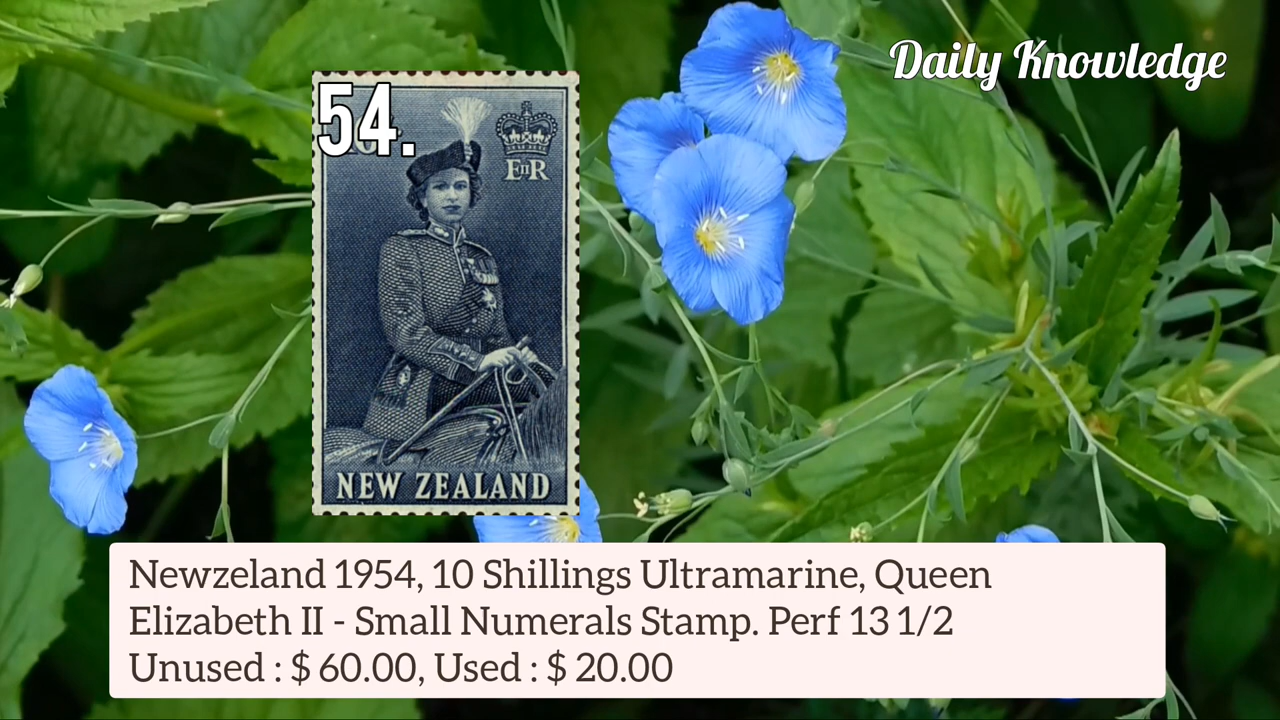 Daily Knowledge
54.
EIIR
NEW ZEALAND
Newzeland 1954, 10 Shillings Ultramarine, Queen
Elizabeth II - Small Numerals Stamp. Perf 13 1/2
Unused : $ 60.00, Used : $ 20.00